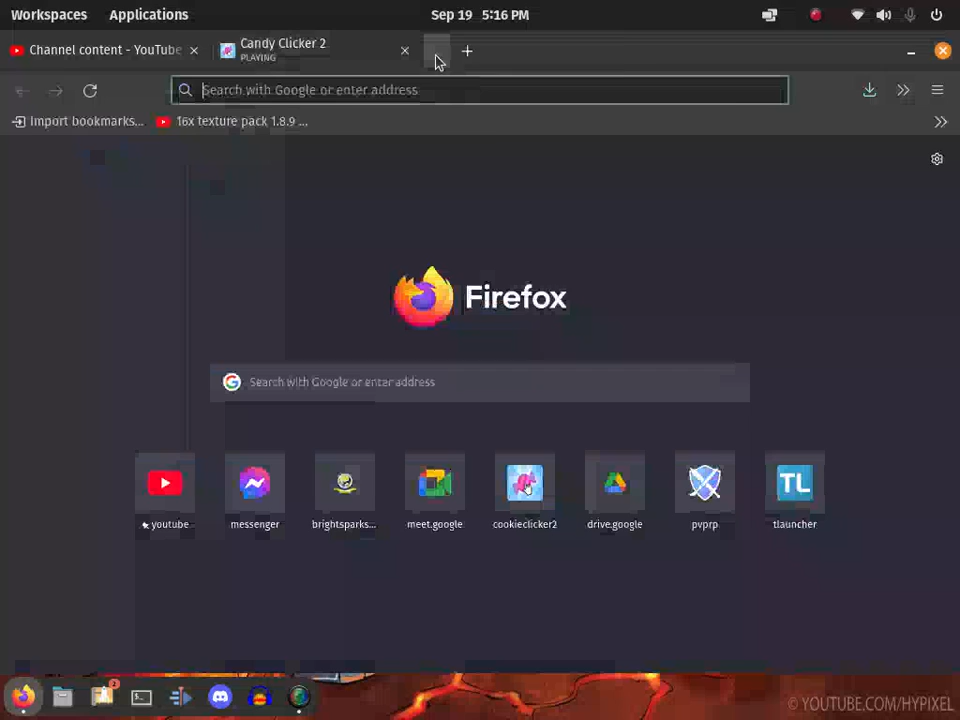 Workspaces Applications Sep 19 5:16 PM
Channel content - YouTube Candy Clicker 2
PLAYING
Search with Google or enter address
Import bookmarks... 16x texture pack 1.8.9 ...
Firefox
Search with Google or enter address
youtube messenger brightsparks... meet.google cookieclicker2 drive.google pvprp tlauncher
TL
2
© YOUTUBE.COM/HYPIXEL